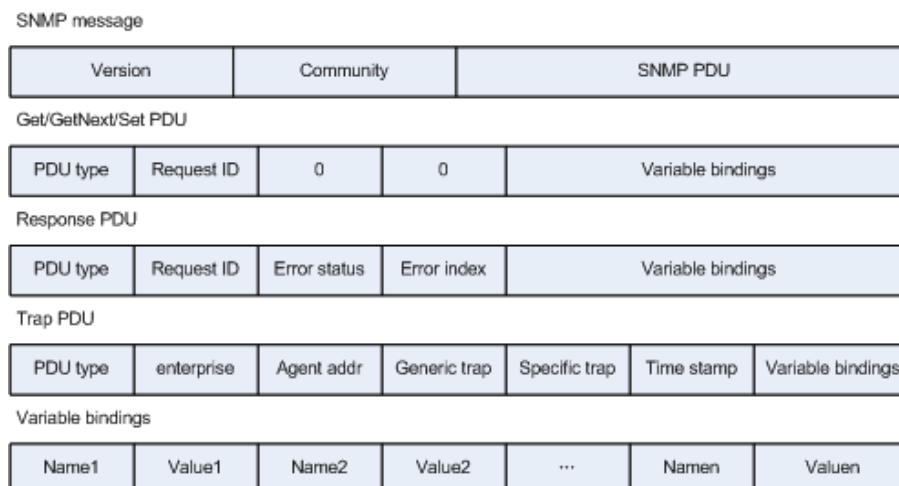 SNMP message
Version Community SNMP PDU
Get/GetNext/Set PDU
PDU type Request ID 0 0 Variable bindings
Response PDU
PDU type Request ID Error status Error index Variable bindings
Trap PDU
PDU type enterprise Agent addr Generic trap Specific trap Time stamp Variable bindings
Variable bindings
Name1 Value1 Name2 Value2 ... Namen Valuen